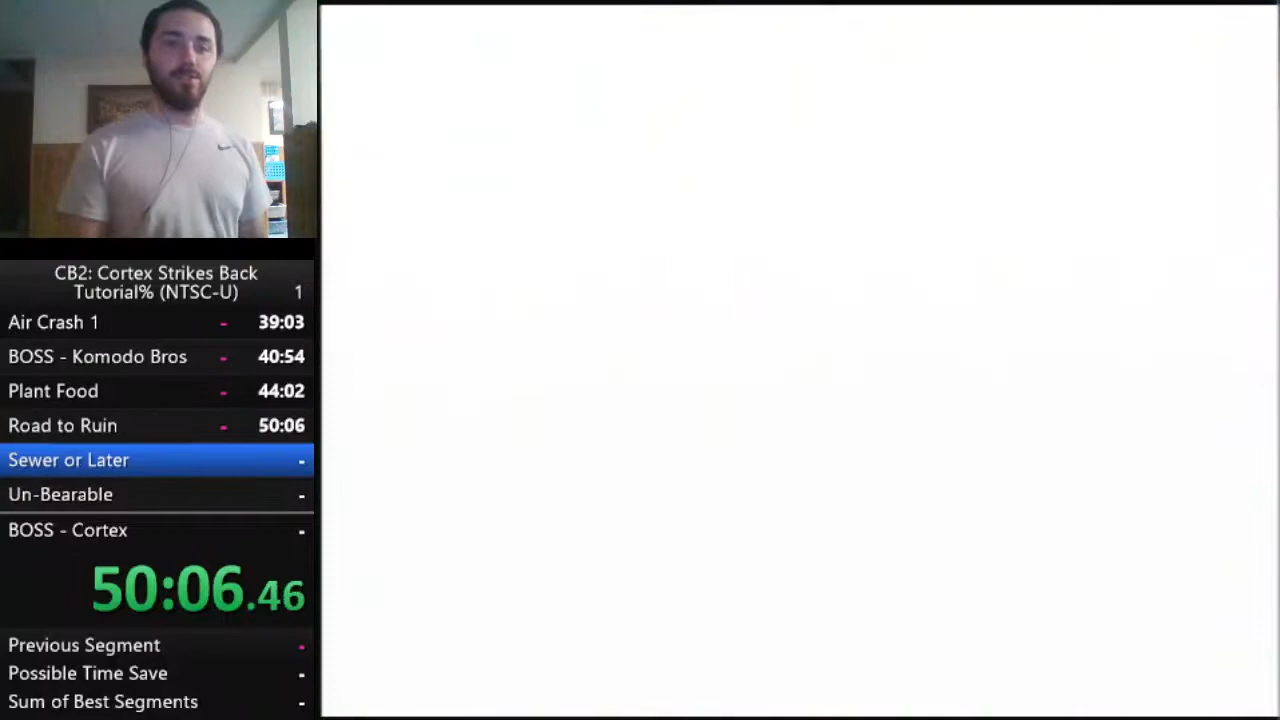 CB2: Cortex Strikes Back
Tutorial% (NTSC-U) 1
Air Crash 1 - 39:03
BOSS - Komodo Bros - 40:54
Plant Food - 44:02
Road to Ruin - 50:06
Sewer or Later -
Un-Bearable -
BOSS - Cortex -
50:06.46
Previous Segment -
Possible Time Save -
Sum of Best Segments -